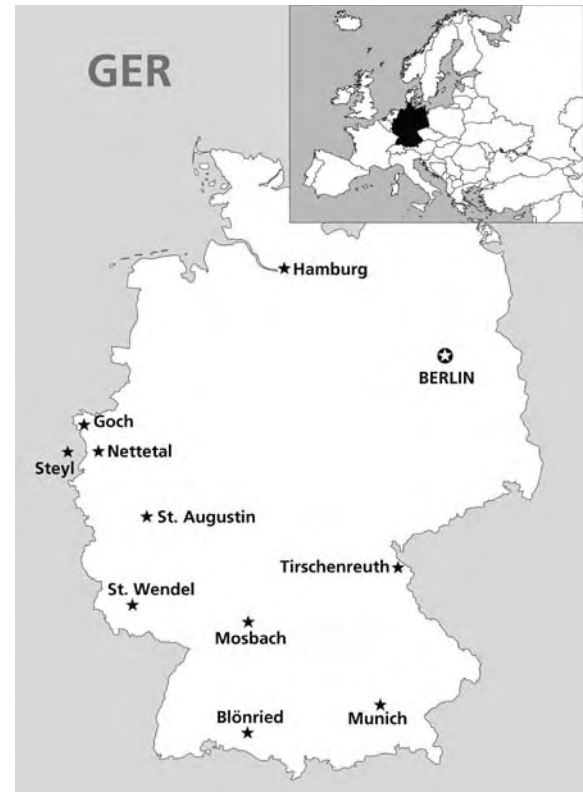 GER
Hamburg
BERLIN
Goch
Nettetal
Steyl
St. Augustin
Tirschenreuth
St. Wendel
Mosbach
Blönried
Munich